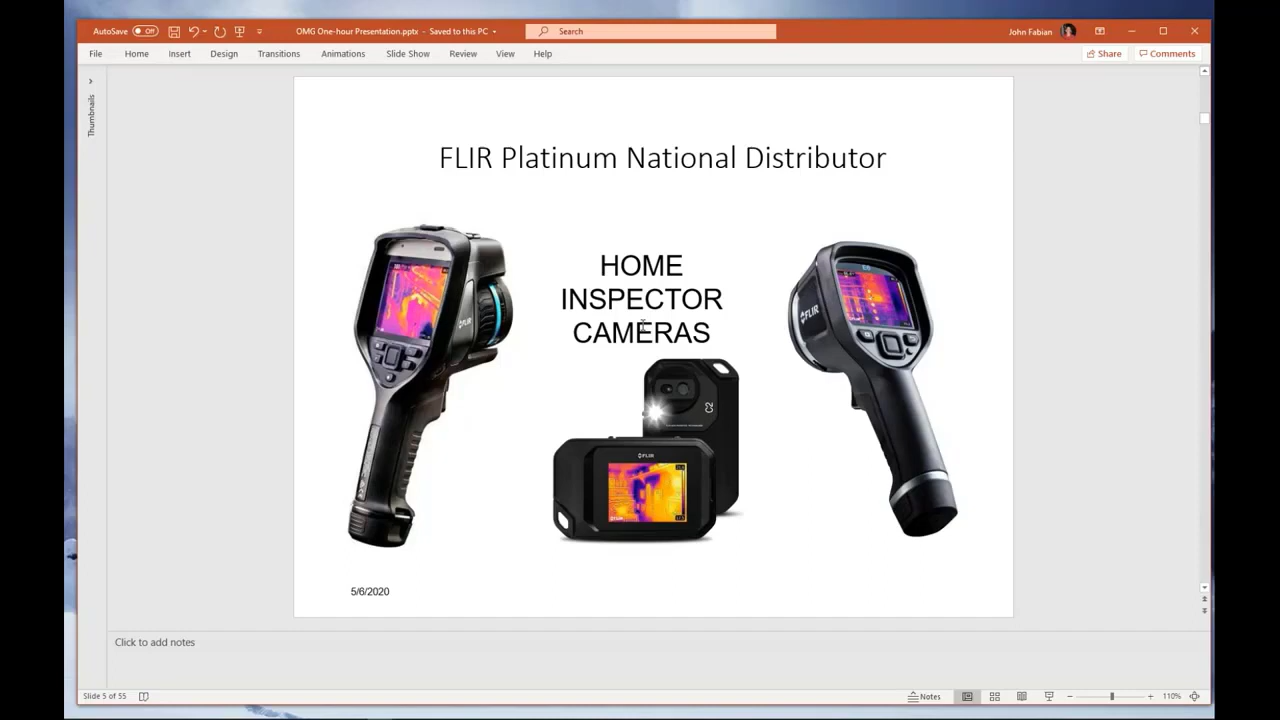 AutoSave Off OMG One-hour Presentation.pptx - Saved to this PC Search John Fabian
File Home Insert Design Transitions Animations Slide Show Review View Help Share Comments
Thumbnails
FLIR Platinum National Distributor
HOME
INSPECTOR
CAMERAS
FLIR
E6
FLIR
C2
FLIR
5/6/2020
Click to add notes
Slide 5 of 55 Notes 110%